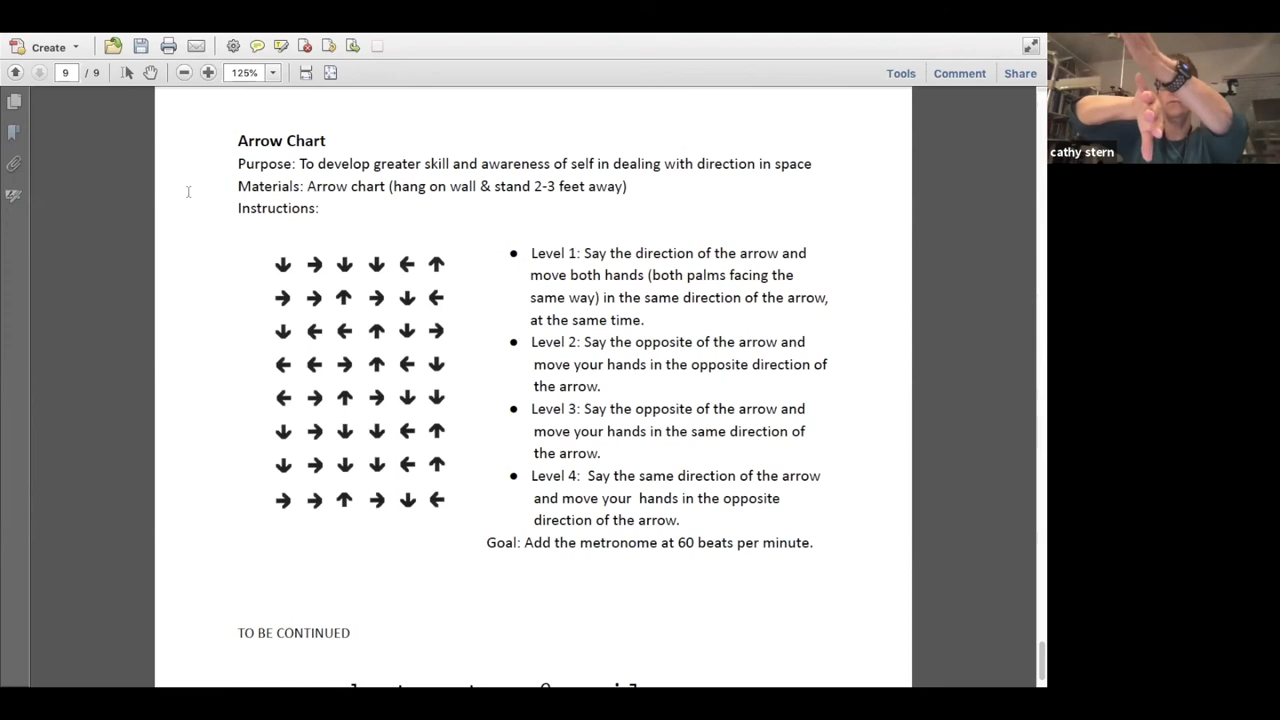 Create
9 / 9
125%
Tools
Comment
Share
cathy stern
Arrow Chart
Purpose: To develop greater skill and awareness of self in dealing with direction in space
Materials: Arrow chart (hang on wall & stand 2-3 feet away)
Instructions:
↓ → ↓ ↓ ← ↑
→ → ↑ → ↓ ←
↓ ← ← ↑ ↓ →
← ← → ↑ ← ↓
← → ↑ → ↓ ↓
↓ → ↓ ↓ ← ↑
↓ → ↓ ↓ ← ↑
→ → ↑ → ↓ ←
● Level 1: Say the direction of the arrow and
move both hands (both palms facing the
same way) in the same direction of the arrow,
at the same time.
● Level 2: Say the opposite of the arrow and
move your hands in the opposite direction of
the arrow.
● Level 3: Say the opposite of the arrow and
move your hands in the same direction of
the arrow.
● Level 4: Say the same direction of the arrow
and move your hands in the opposite
direction of the arrow.
Goal: Add the metronome at 60 beats per minute.
TO BE CONTINUED